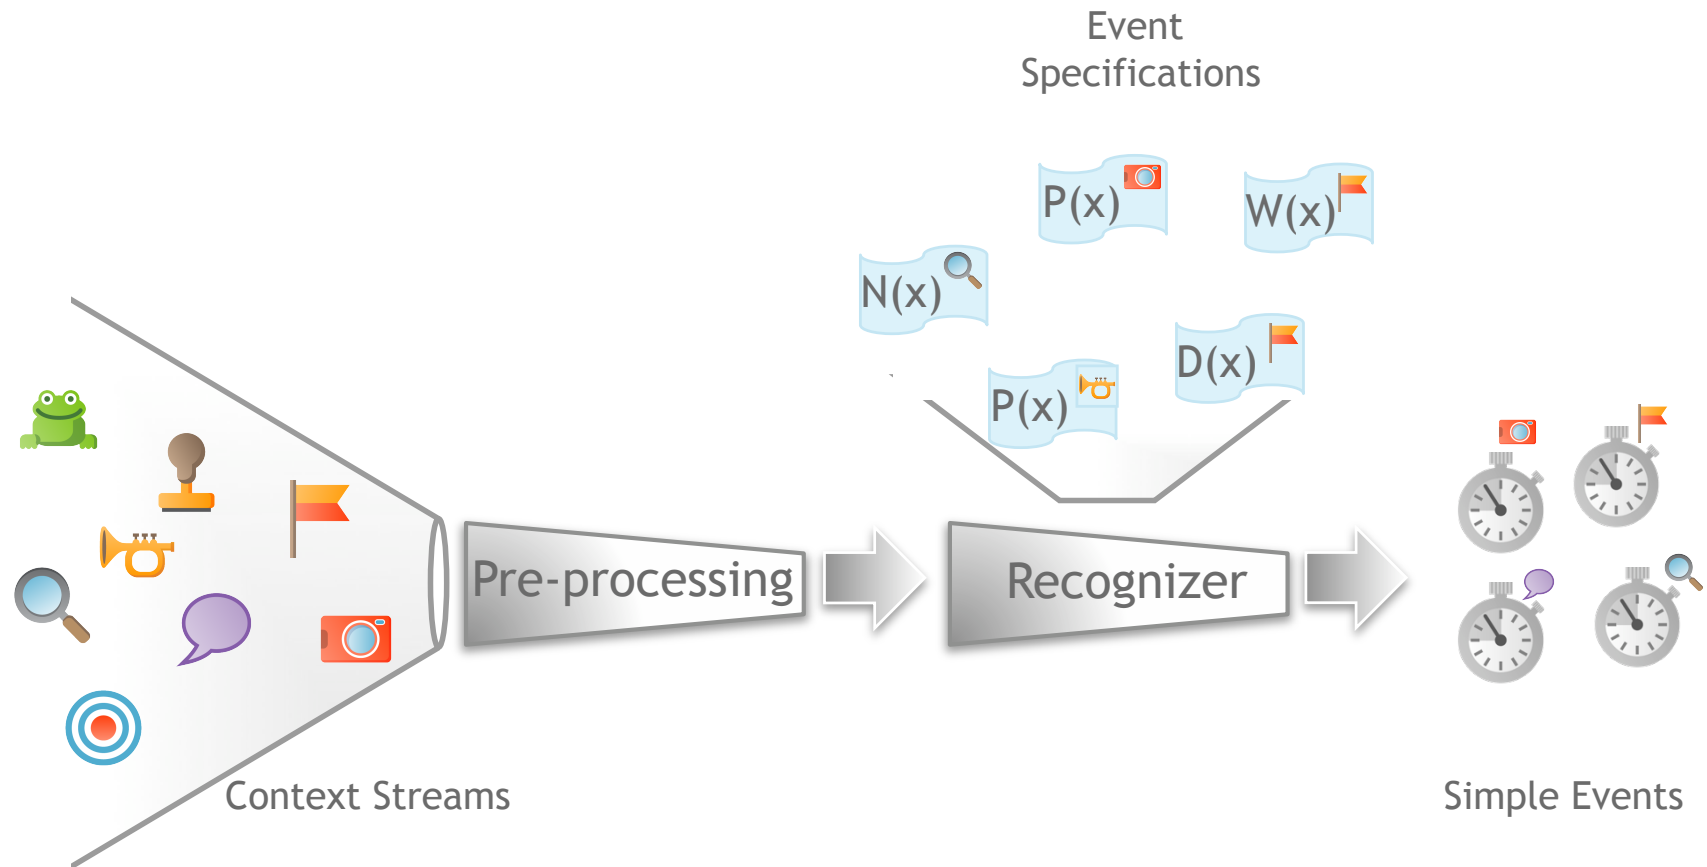 Event
Specifications
P(x)
W(x)
N(x)
D(x)
P(x)
Pre-processing
Recognizer
Context Streams
Simple Events